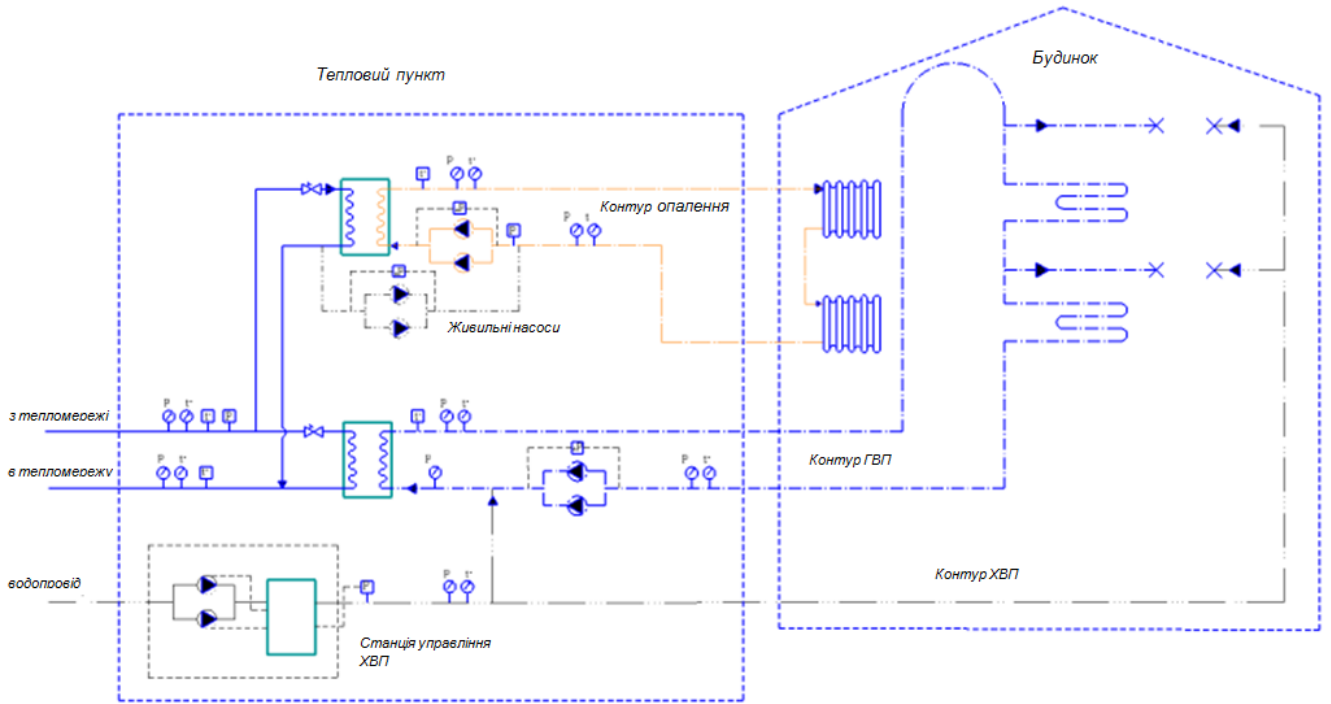 Будинок
Тепловий пункт
P t°
t°
Контур опалення
P t°
P
Живильні насоси
з тепломережі
P t° t° P
t° P t°
Контур ГВП
в тепломережу
P t° t°
P
P t°
водопровід
P
P t°
Контур ХВП
Станція управління
ХВП